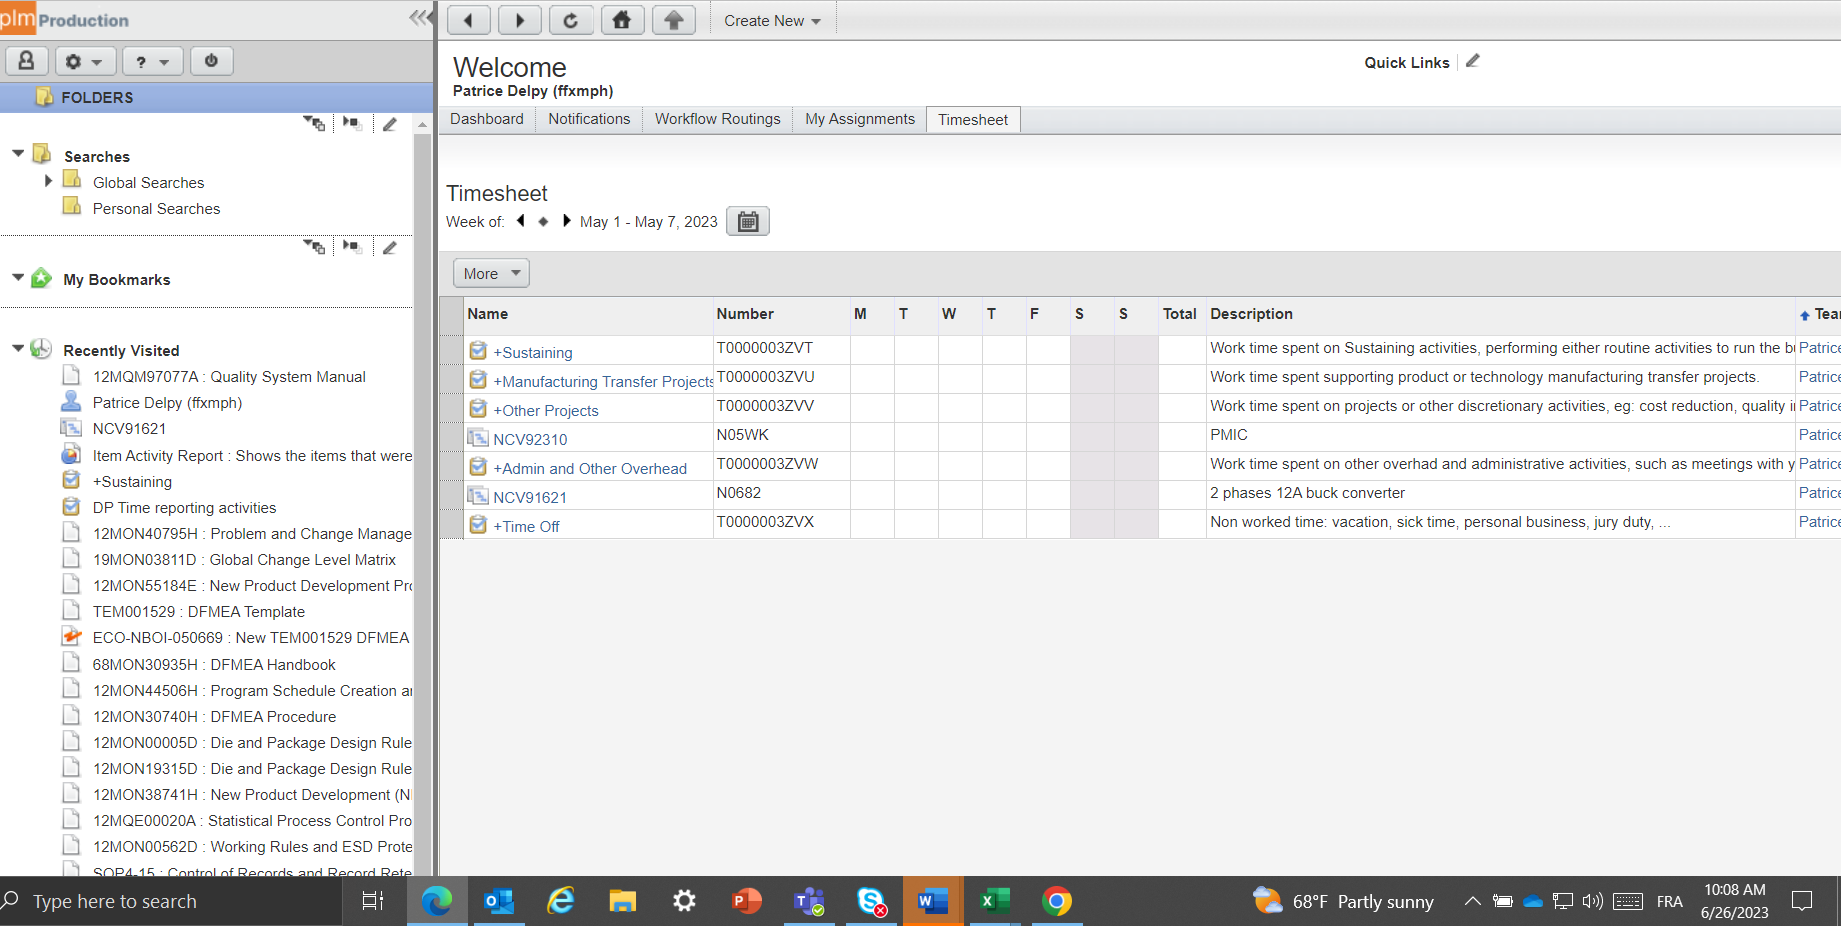 plm Production
FOLDERS
Searches
Global Searches
Personal Searches
My Bookmarks
Recently Visited
12MQM97077A : Quality System Manual
Patrice Delpy (ffxmph)
NCV91621
Item Activity Report : Shows the items that were
+Sustaining
DP Time reporting activities
12MON40795H : Problem and Change Manage
19MON03811D : Global Change Level Matrix
12MON55184E : New Product Development Pro
TEM001529 : DFMEA Template
ECO-NBOI-050669 : New TEM001529 DFMEA
68MON30935H : DFMEA Handbook
12MON44506H : Program Schedule Creation an
12MON30740H : DFMEA Procedure
12MON00005D : Die and Package Design Rule
12MON19315D : Die and Package Design Rule
12MON38741H : New Product Development (N
12MQE00020A : Statistical Process Control Pro
12MON00562D : Working Rules and ESD Prote
SOP4-15 : Control of Records and Record Rete
Create New
Welcome
Patrice Delpy (ffxmph)
Quick Links
Dashboard Notifications Workflow Routings My Assignments Timesheet
Timesheet
Week of: May 1 - May 7, 2023
More
Name Number M T W T F S S Total Description Tear
+Sustaining T0000003ZVT Work time spent on Sustaining activities, performing either routine activities to run the b Patrice
+Manufacturing Transfer Projects T0000003ZVU Work time spent supporting product or technology manufacturing transfer projects. Patrice
+Other Projects T0000003ZVV Work time spent on projects or other discretionary activities, eg: cost reduction, quality i Patrice
NCV92310 N05WK PMIC Patrice
+Admin and Other Overhead T0000003ZVW Work time spent on other overhad and administrative activities, such as meetings with y Patrice
NCV91621 N0682 2 phases 12A buck converter Patrice
+Time Off T0000003ZVX Non worked time: vacation, sick time, personal business, jury duty, ... Patrice
Type here to search
68°F Partly sunny
FRA
10:08 AM
6/26/2023